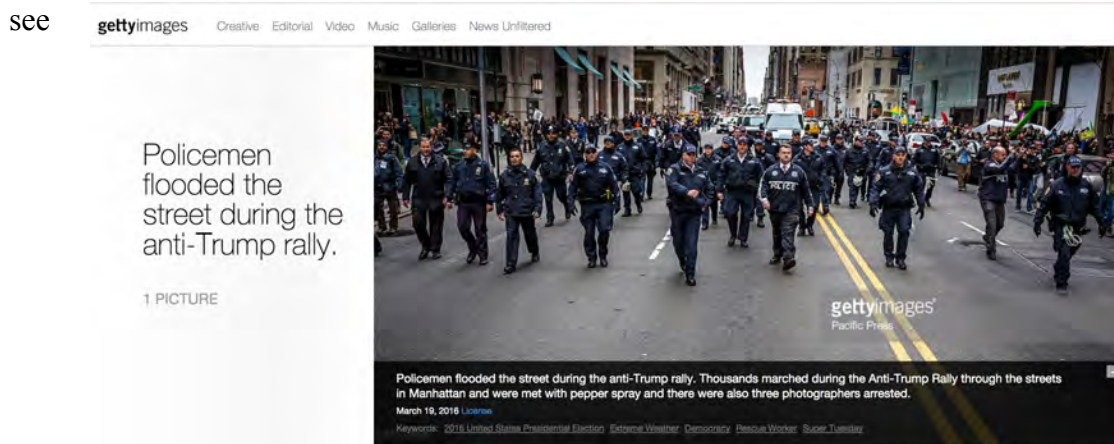 see
gettyimages Creative Editorial Video Music Galleries News Unfiltered
Policemen
flooded the
street during the
anti-Trump rally.
1 PICTURE
POLICE
gettyimages®
Pacific Press
Policemen flooded the street during the anti-Trump rally. Thousands marched during the Anti-Trump Rally through the streets
in Manhattan and were met with pepper spray and there were also three photographers arrested.
March 19, 2016 License
Keywords: 2016 United States Presidential Election Extreme Weather Democracy Rescue Worker Super Tuesday